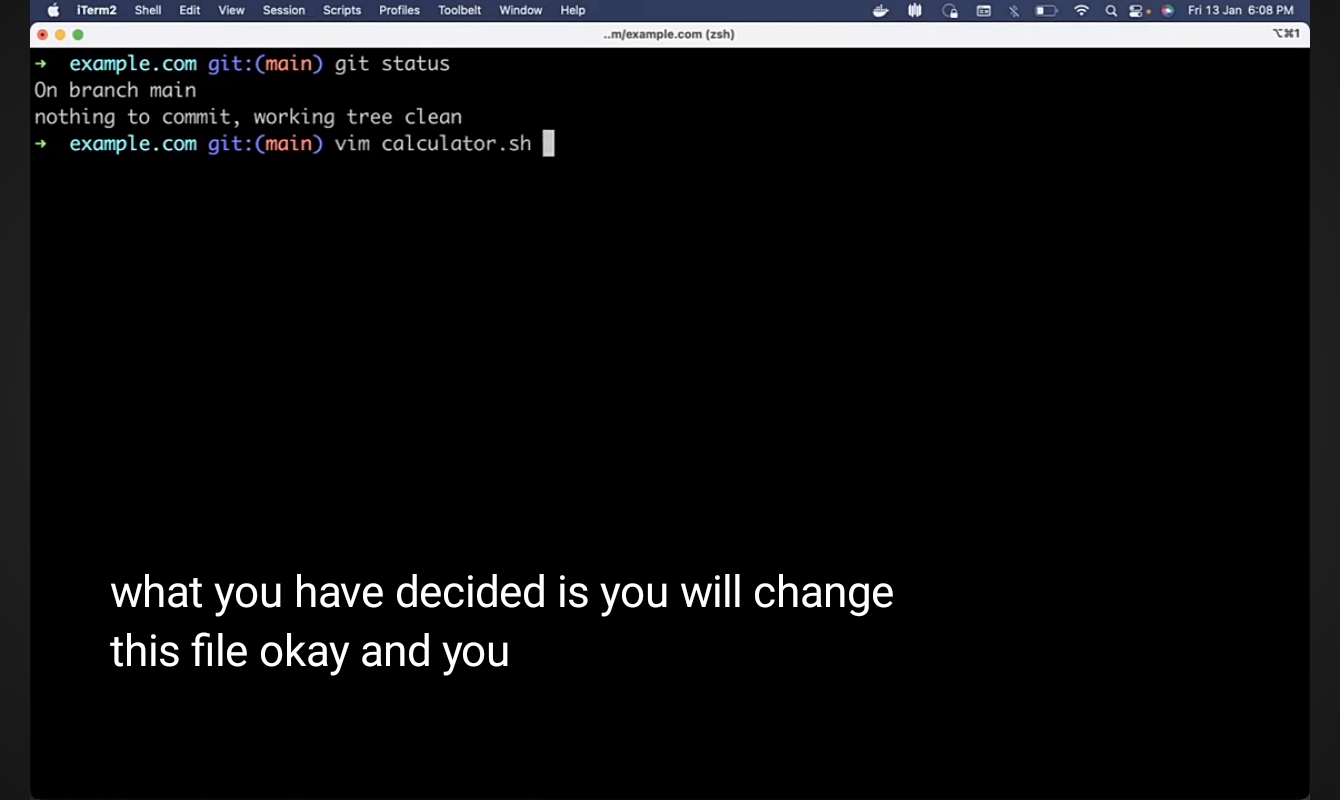 iTerm2 Shell Edit View Session Scripts Profiles Toolbelt Window Help Fri 13 Jan 6:08 PM
..m/example.com (zsh) ⌥⌘1
➜ example.com git:(main) git status
On branch main
nothing to commit, working tree clean
➜ example.com git:(main) vim calculator.sh
what you have decided is you will change
this file okay and you